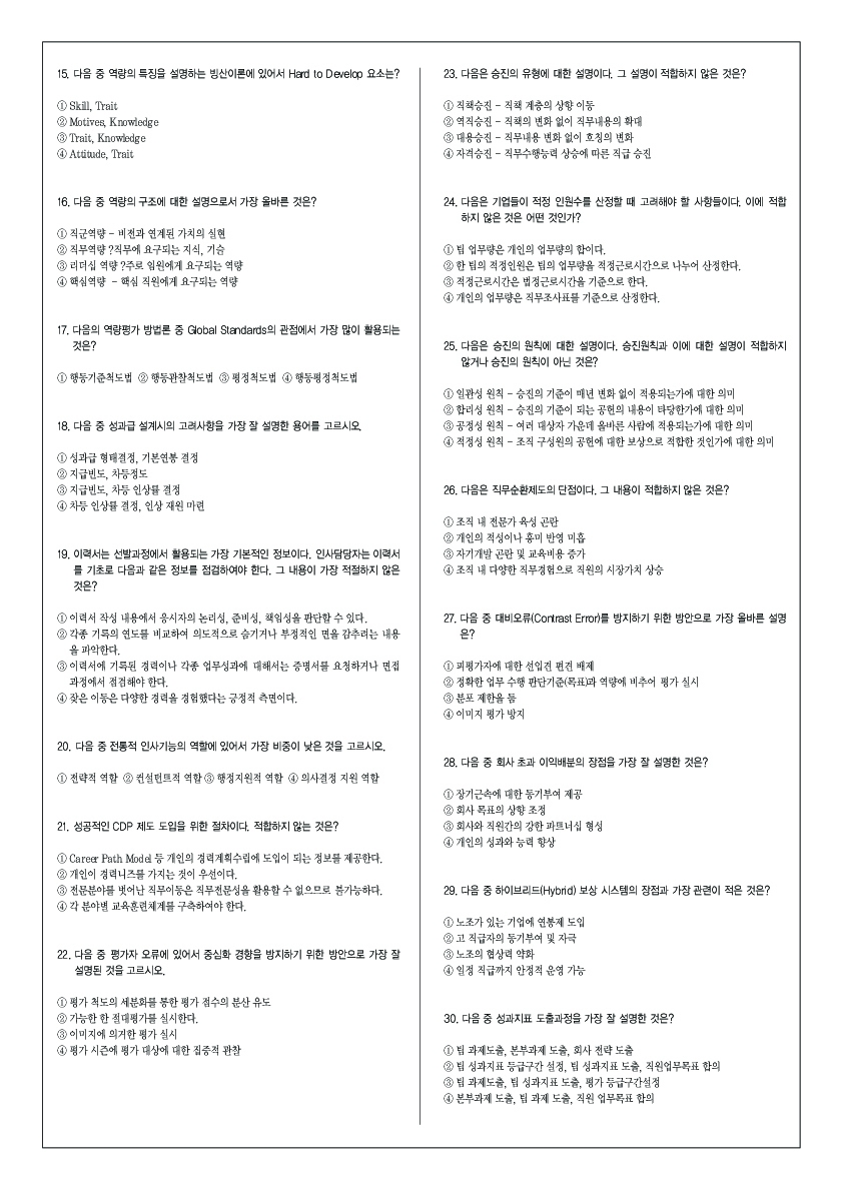 15. 다음 중 역량의 특징을 설명하는 빙산이론에 있어서 Hard to Develop 요소는?
① Skill, Trait
② Motives, Knowledge
③ Trait, Knowledge
④ Attitude, Trait
16. 다음 중 역량의 구조에 대한 설명으로서 가장 올바른 것은?
① 직군역량 - 비전과 연계된 가치의 실현
② 직무역량 ?직무에 요구되는 지식, 기술
③ 리더십 역량 ?주로 임원에게 요구되는 역량
④ 핵심역량 - 핵심 직원에게 요구되는 역량
17. 다음의 역량평가 방법론 중 Global Standards의 관점에서 가장 많이 활용되는
것은?
① 행동기준척도법 ② 행동관찰척도법 ③ 평정척도법 ④ 행동평정척도법
18. 다음 중 성과급 설계시의 고려사항을 가장 잘 설명한 용어를 고르시오.
① 성과급 형태결정, 기본연봉 결정
② 지급빈도, 차등정도
③ 지급빈도, 차등 인상률 결정
④ 차등 인상률 결정, 인상 재원 마련
19. 이력서는 선발과정에서 활용되는 가장 기본적인 정보이다. 인사담당자는 이력서
를 기초로 다음과 같은 정보를 점검하여야 한다. 그 내용이 가장 적절하지 않은
것은?
① 이력서 작성 내용에서 응시자의 논리성, 준비성, 책임성을 판단할 수 있다.
② 각종 기록의 연도를 비교하여 의도적으로 숨기거나 부정적인 면을 감추려는 내용
을 파악한다.
③ 이력서에 기록된 경력이나 각종 업무성과에 대해서는 증명서를 요청하거나 면접
과정에서 점검해야 한다.
④ 잦은 이동은 다양한 경력을 경험했다는 긍정적 측면이다.
20. 다음 중 전통적 인사기능의 역할에 있어서 가장 비중이 낮은 것을 고르시오.
① 전략적 역할 ② 컨설턴트적 역할 ③ 행정지원적 역할 ④ 의사결정 지원 역할
21. 성공적인 CDP 제도 도입을 위한 절차이다. 적합하지 않는 것은?
① Career Path Model 등 개인의 경력계획수립에 도입이 되는 정보를 제공한다.
② 개인이 경력니즈를 가지는 것이 우선이다.
③ 전문분야를 벗어난 직무이동은 직무전문성을 활용할 수 없으므로 불가능하다.
④ 각 분야별 교육훈련체계를 구축하여야 한다.
22. 다음 중 평가자 오류에 있어서 중심화 경향을 방지하기 위한 방안으로 가장 잘
설명된 것을 고르시오.
① 평가 척도의 세분화를 통한 평가 점수의 분산 유도
② 가능한 한 절대평가를 실시한다.
③ 이미지에 의거한 평가 실시
④ 평가 시즌에 평가 대상에 대한 집중적 관찰
23. 다음은 승진의 유형에 대한 설명이다. 그 설명이 적합하지 않은 것은?
① 직책승진 - 직책 계층의 상향 이동
② 역직승진 - 직책의 변화 없이 직무내용의 확대
③ 대용승진 - 직무내용 변화 없이 호칭의 변화
④ 자격승진 - 직무수행능력 상승에 따른 직급 승진
24. 다음은 기업들이 적정 인원수를 산정할 때 고려해야 할 사항들이다. 이에 적합
하지 않은 것은 어떤 것인가?
① 팀 업무량은 개인의 업무량의 합이다.
② 한 팀의 적정인원은 팀의 업무량을 적정근로시간으로 나누어 산정한다.
③ 적정근로시간은 법정근로시간을 기준으로 한다.
④ 개인의 업무량은 직무조사표를 기준으로 산정한다.
25. 다음은 승진의 원칙에 대한 설명이다. 승진원칙과 이에 대한 설명이 적합하지
않거나 승진의 원칙이 아닌 것은?
① 일관성 원칙 - 승진의 기준이 매년 변화 없이 적용되는가에 대한 의미
② 합리성 원칙 - 승진의 기준이 되는 공헌의 내용이 타당한가에 대한 의미
③ 공정성 원칙 - 여러 대상자 가운데 올바른 사람에 적용되는가에 대한 의미
④ 적정성 원칙 - 조직 구성원의 공헌에 대한 보상으로 적합한 것인가에 대한 의미
26. 다음은 직무순환제도의 단점이다. 그 내용이 적합하지 않은 것은?
① 조직 내 전문가 육성 곤란
② 개인의 적성이나 흥미 반영 미흡
③ 자기개발 곤란 및 교육비용 증가
④ 조직 내 다양한 직무경험으로 직원의 시장가치 상승
27. 다음 중 대비오류(Contrast Error)를 방지하기 위한 방안으로 가장 올바른 설명
은?
① 피평가자에 대한 선입견 편견 배제
② 정확한 업무 수행 판단기준(목표)과 역량에 비추어 평가 실시
③ 분포 제한을 둠
④ 이미지 평가 방지
28. 다음 중 회사 초과 이익배분의 장점을 가장 잘 설명한 것은?
① 장기근속에 대한 동기부여 제공
② 회사 목표의 상향 조정
③ 회사와 직원간의 강한 파트너십 형성
④ 개인의 성과와 능력 향상
29. 다음 중 하이브리드(Hybrid) 보상 시스템의 장점과 가장 관련이 적은 것은?
① 노조가 있는 기업에 연봉제 도입
② 고 직급자의 동기부여 및 자극
③ 노조의 협상력 약화
④ 일정 직급까지 안정적 운영 가능
30. 다음 중 성과지표 도출과정을 가장 잘 설명한 것은?
① 팀 과제도출, 본부과제 도출, 회사 전략 도출
② 팀 성과지표 등급구간 설정, 팀 성과지표 도출, 직원업무목표 합의
③ 팀 과제도출, 팀 성과지표 도출, 평가 등급구간설정
④ 본부과제 도출, 팀 과제 도출, 직원 업무목표 합의